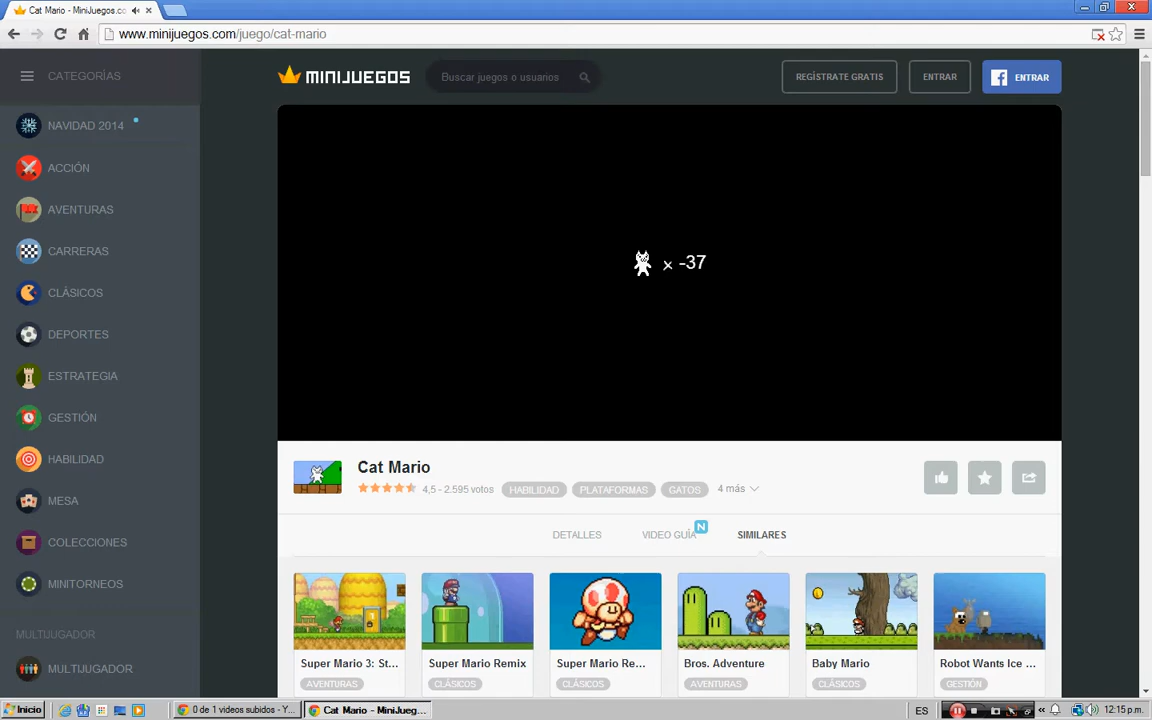 Cat Mario - MiniJuegos.co
www.minijuegos.com/juego/cat-mario
CATEGORÍAS
MINIJUEGOS
Buscar juegos o usuarios
REGÍSTRATE GRATIS
ENTRAR
ENTRAR
NAVIDAD 2014
ACCIÓN
AVENTURAS
CARRERAS
CLÁSICOS
DEPORTES
ESTRATEGIA
GESTIÓN
HABILIDAD
MESA
COLECCIONES
MINITORNEOS
MULTIJUGADOR
MULTIJUGADOR
× -37
Cat Mario
4,5 - 2.595 votos
HABILIDAD
PLATAFORMAS
GATOS
4 más
DETALLES
VIDEO GUÍA
N
SIMILARES
Super Mario 3: St...
AVENTURAS
Super Mario Remix
CLÁSICOS
Super Mario Re...
CLÁSICOS
Bros. Adventure
AVENTURAS
Baby Mario
CLÁSICOS
Robot Wants Ice ...
GESTIÓN
Inicio
0 de 1 videos subidos - Y...
Cat Mario - MiniJueg...
ES
12:15 p.m.